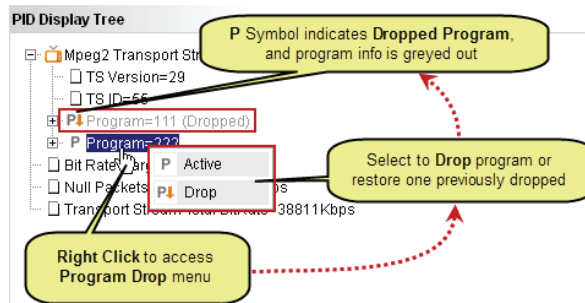 PID Display Tree
P Symbol indicates Dropped Program,
and program info is greyed out
Mpeg2 Transport
TS Version=29
TS ID=55
P Program=111 (Dropped)
P Program=222
Bit Rate
P Active
Select to Drop program or
restore one previously dropped
Null Packets
P Drop
Transport Stream Total BitRate=38811Kbps
Right Click to access
Program Drop menu